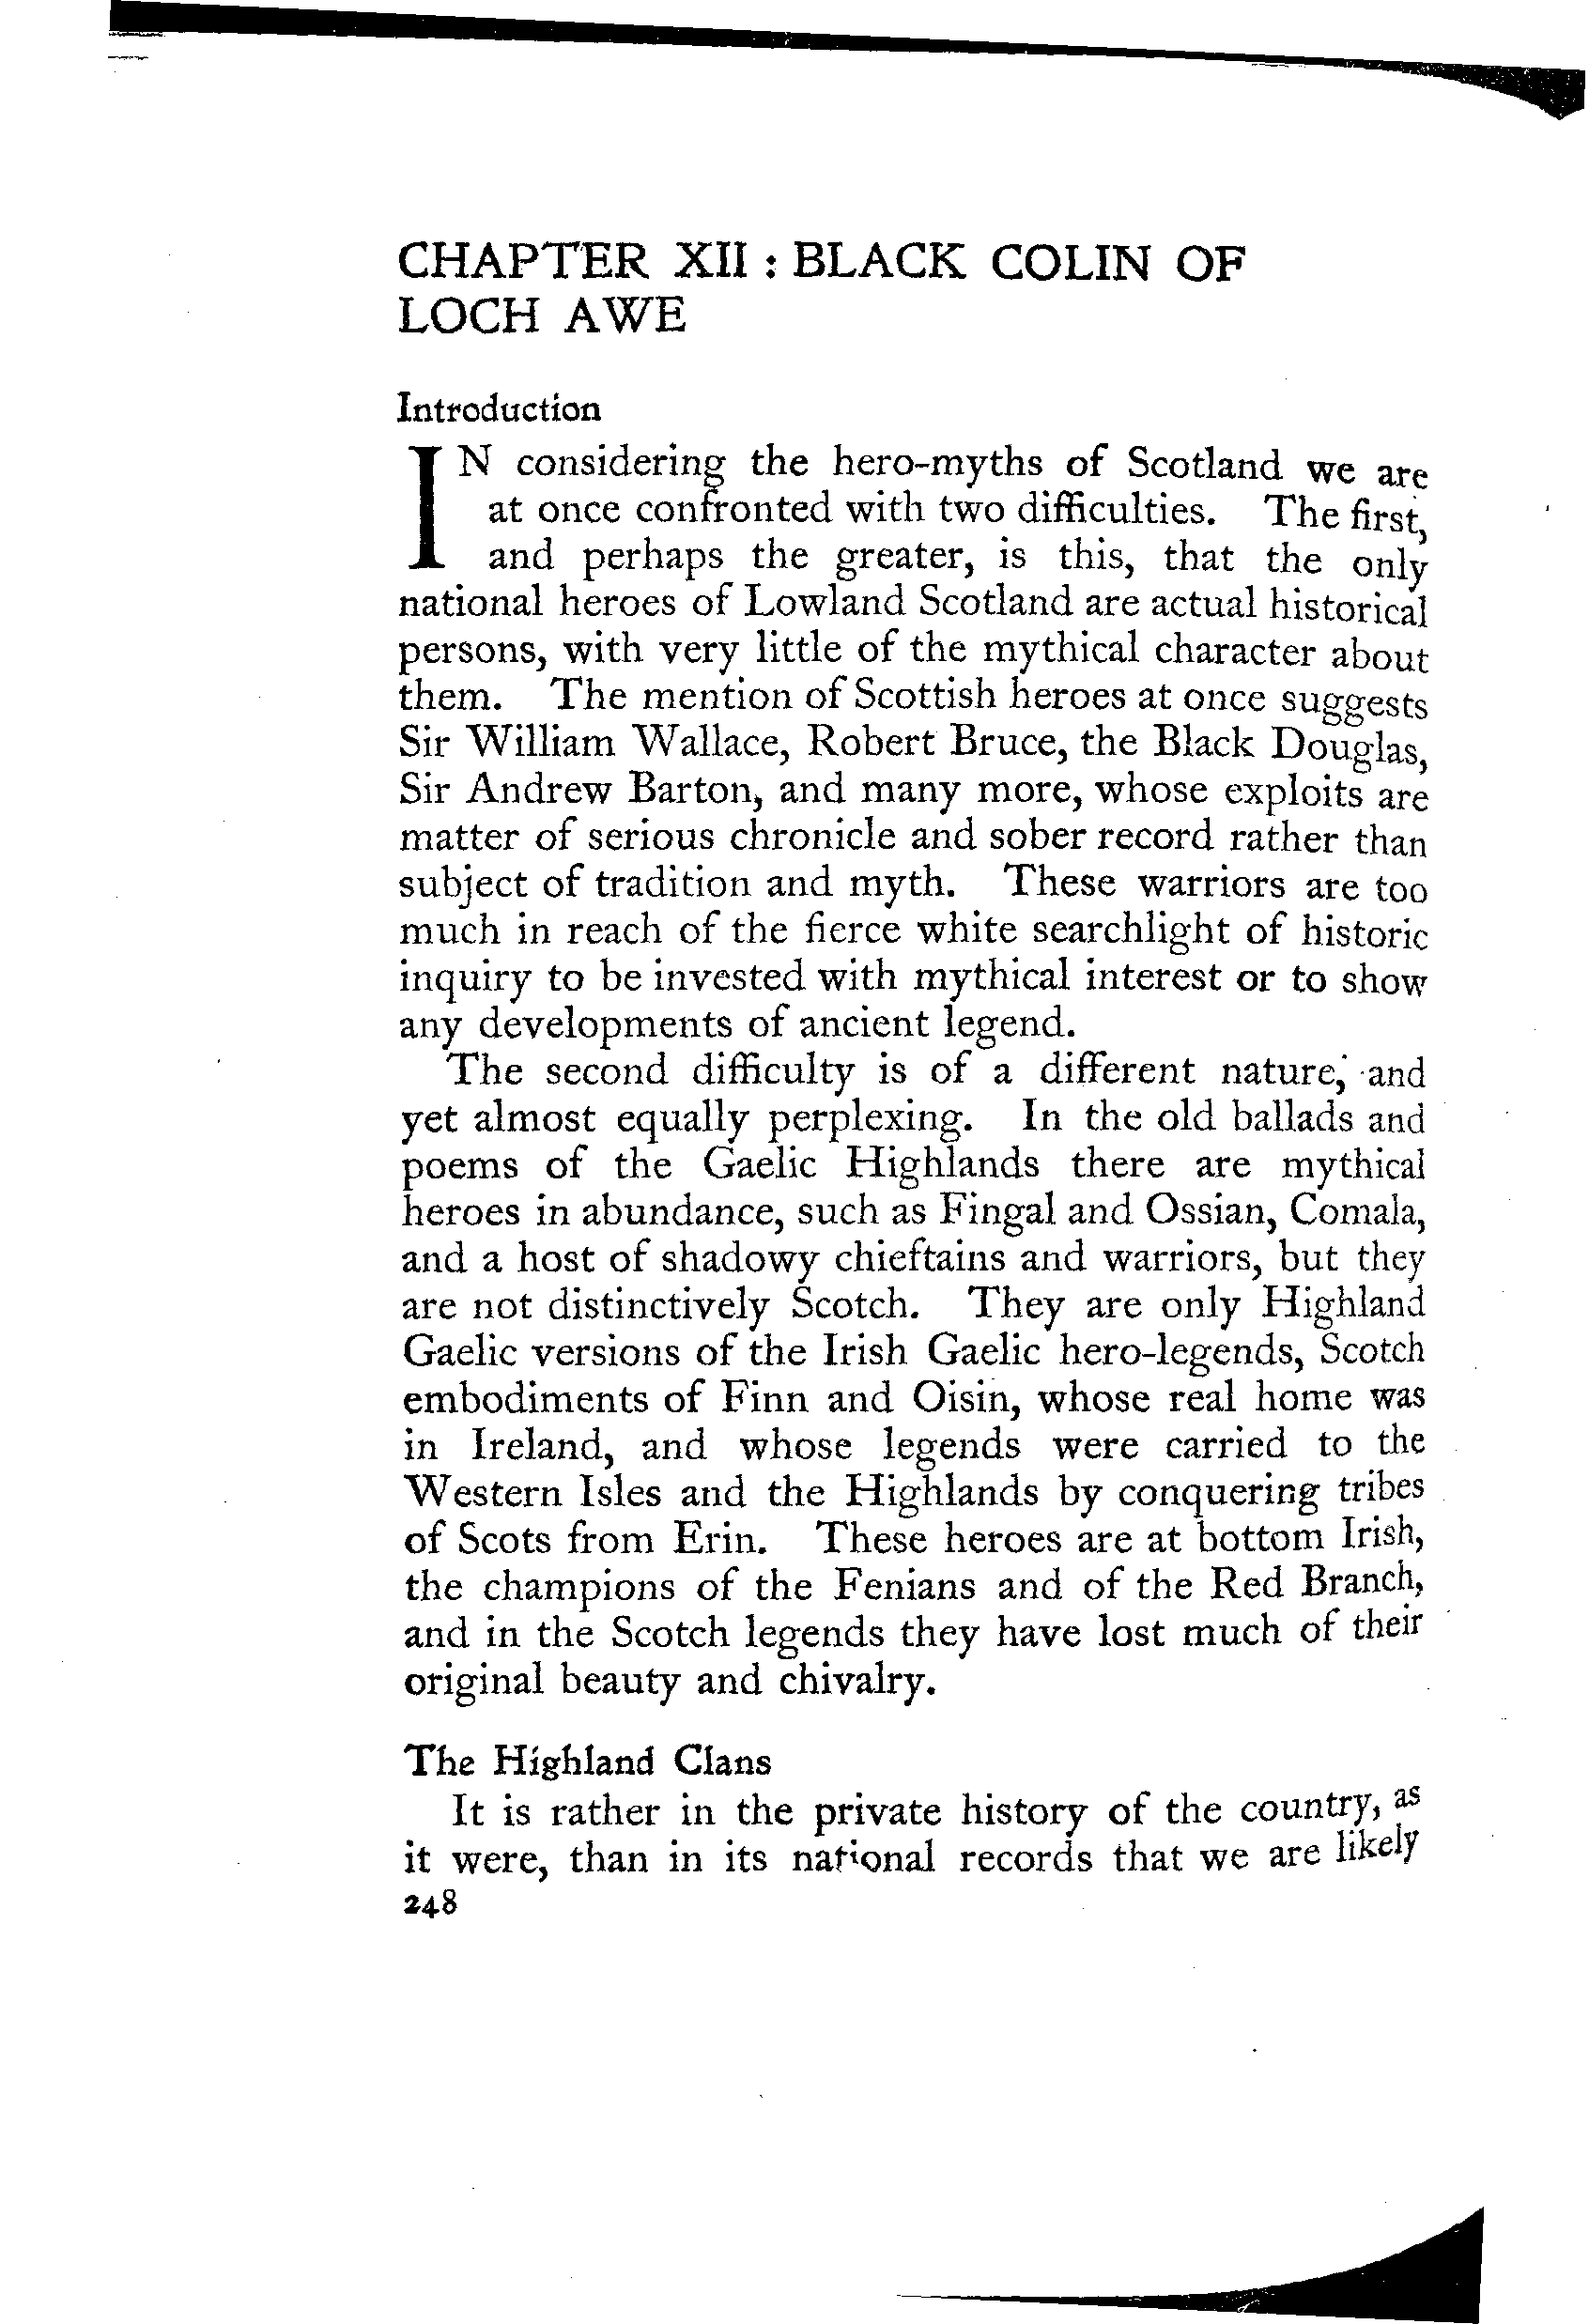 CHAPTER XII : BLACK COLIN OF
LOCH AWE
Introduction
IN considering the hero-myths of Scotland we are
at once confronted with two difficulties. The first,
and perhaps the greater, is this, that the only
national heroes of Lowland Scotland are actual historical
persons, with very little of the mythical character about
them. The mention of Scottish heroes at once suggests
Sir William Wallace, Robert Bruce, the Black Douglas,
Sir Andrew Barton, and many more, whose exploits are
matter of serious chronicle and sober record rather than
subject of tradition and myth. These warriors are too
much in reach of the fierce white searchlight of historic
inquiry to be invested with mythical interest or to show
any developments of ancient legend.
The second difficulty is of a different nature, and
yet almost equally perplexing. In the old ballads and
poems of the Gaelic Highlands there are mythical
heroes in abundance, such as Fingal and Ossian, Comala,
and a host of shadowy chieftains and warriors, but they
are not distinctively Scotch. They are only Highland
Gaelic versions of the Irish Gaelic hero-legends, Scotch
embodiments of Finn and Oisin, whose real home was
in Ireland, and whose legends were carried to the
Western Isles and the Highlands by conquering tribes
of Scots from Erin. These heroes are at bottom Irish,
the champions of the Fenians and of the Red Branch,
and in the Scotch legends they have lost much of their
original beauty and chivalry.
The Highland Clans
It is rather in the private history of the country, as
it were, than in its national records that we are likely
248